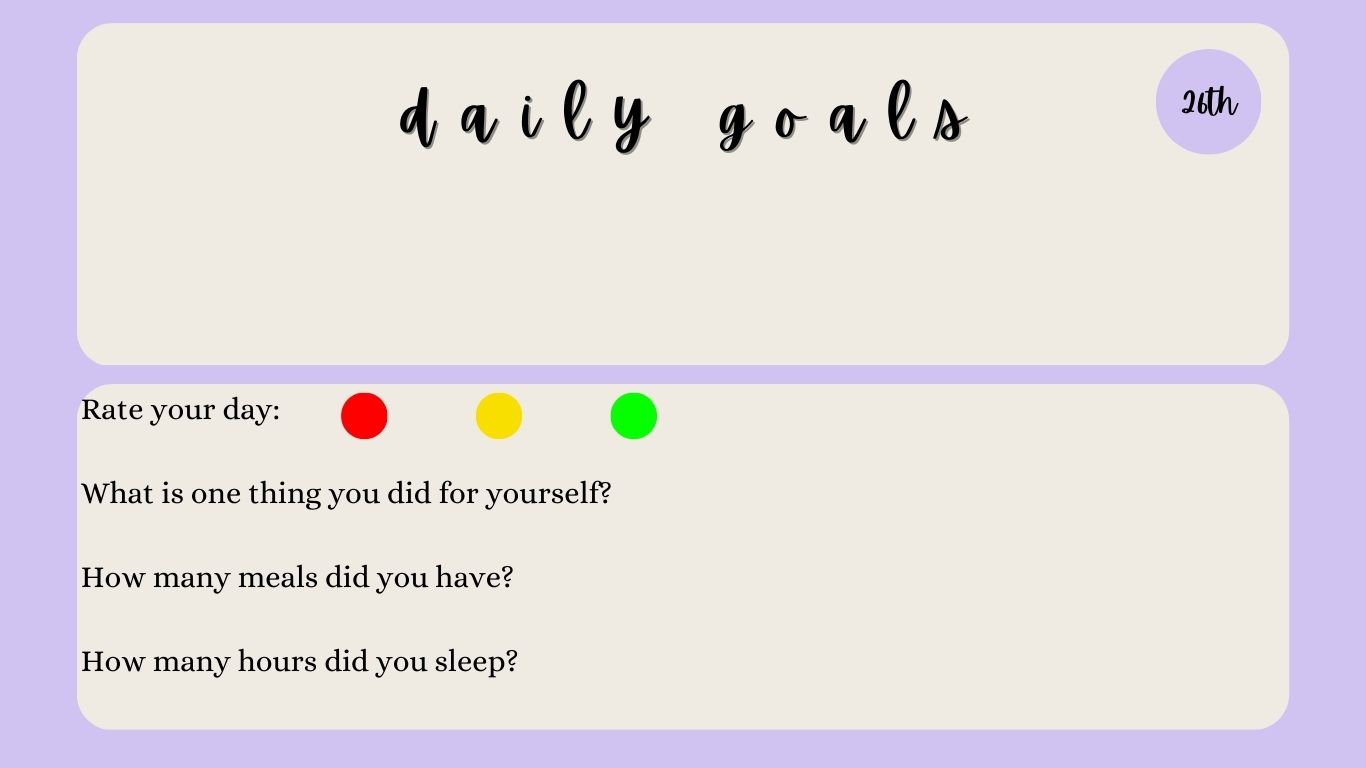 daily goals
26th
Rate your day:
What is one thing you did for yourself?
How many meals did you have?
How many hours did you sleep?